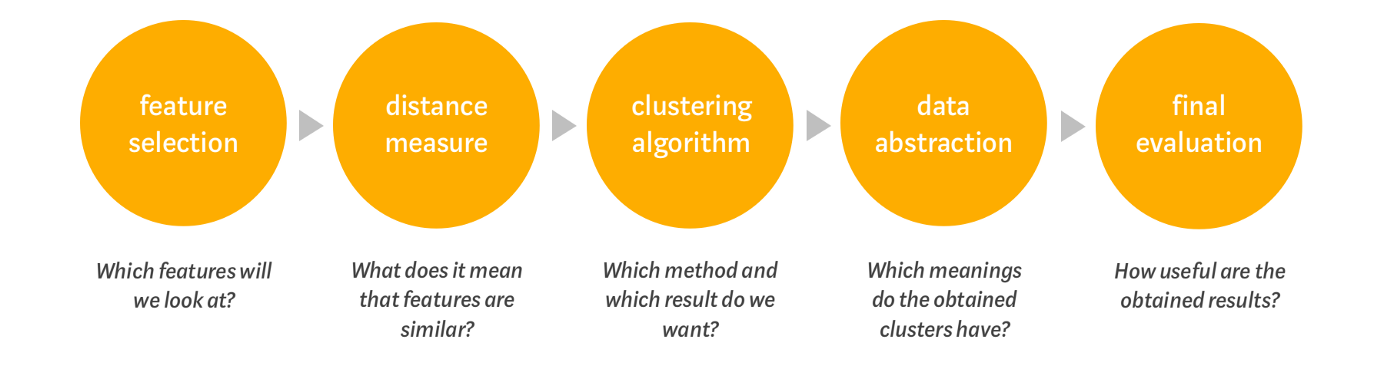 feature
selection
distance
measure
clustering
algorithm
data
abstraction
final
evaluation
Which features will
we look at?
What does it mean
that features are
similar?
Which method and
which result do we
want?
Which meanings
do the obtained
clusters have?
How useful are the
obtained results?